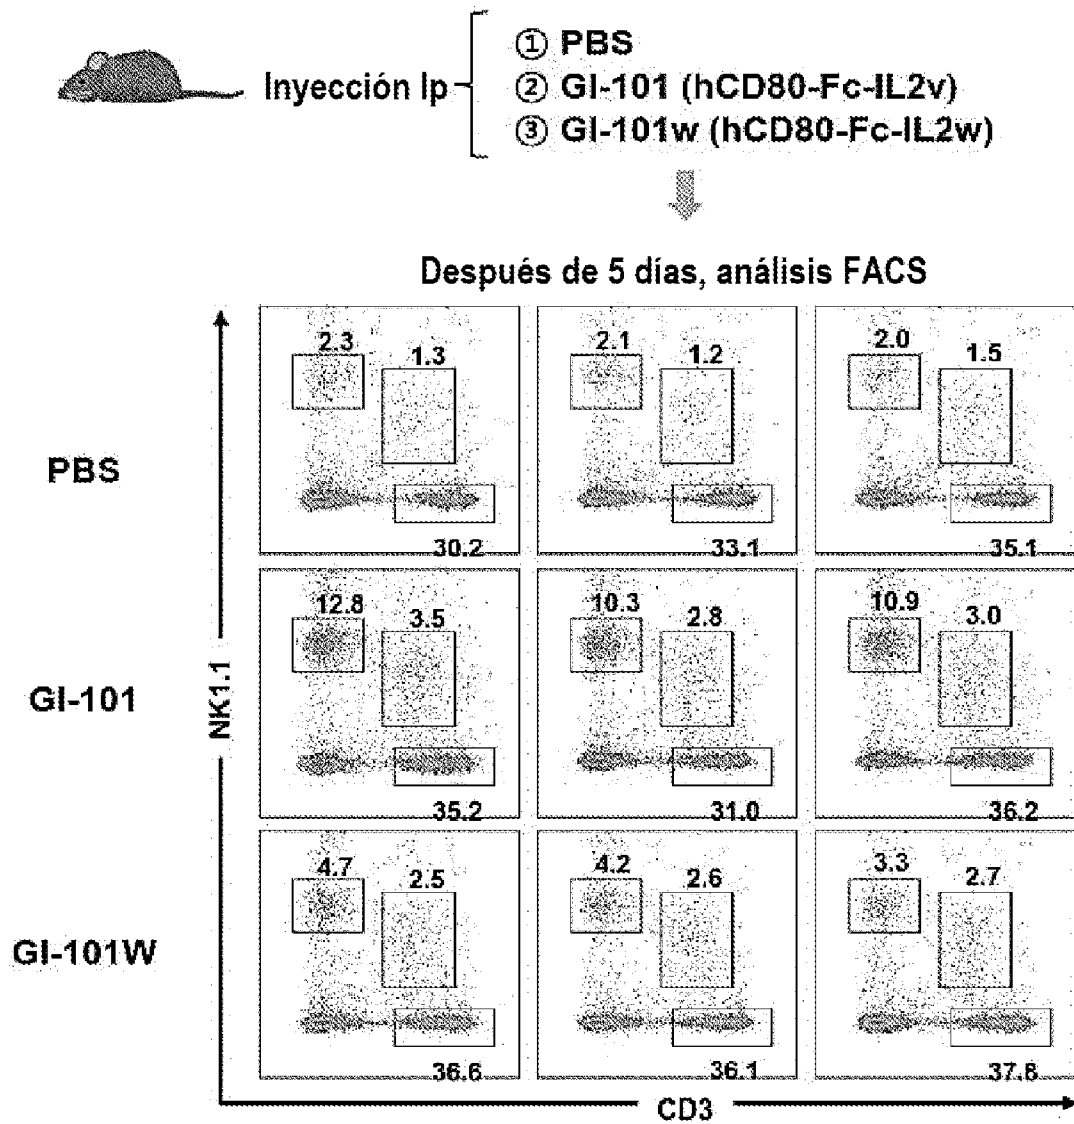 Inyección Ip
① PBS
② GI-101 (hCD80-Fc-IL2v)
③ GI-101w (hCD80-Fc-IL2w)
Después de 5 días, análisis FACS
PBS
2.3 1.3 30.2
2.1 1.2 33.1
2.0 1.5 35.1
GI-101
12.8 3.5 35.2
10.3 2.8 31.0
10.9 3.0 36.2
GI-101W
4.7 2.5 36.6
4.2 2.6 36.1
3.3 2.7 37.8
NK1.1
CD3